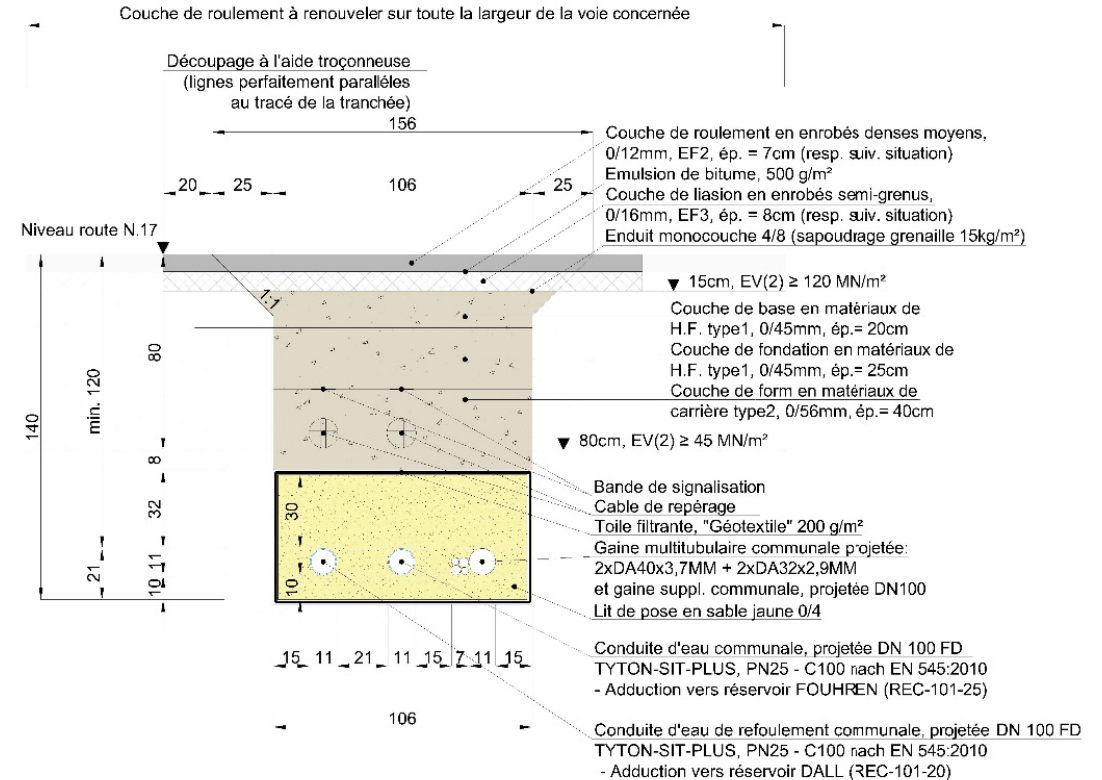 Couche de roulement à renouveler sur toute la largeur de la voie concernée
Découpage à l'aide troçonneuse
(lignes perfaitement paralléles
au tracé de la tranchée)
156
20 25 106 25
Couche de roulement en enrobés denses moyens,
0/12mm, EF2, ép. = 7cm (resp. suiv. situation)
Emulsion de bitume, 500 g/m²
Couche de liasion en enrobés semi-grenus,
0/16mm, EF3, ép. = 8cm (resp. suiv. situation)
Enduit monocouche 4/8 (sapoudrage grenaille 15kg/m²)
Niveau route N.17
1:1
15cm, EV(2) ≥ 120 MN/m²
Couche de base en matériaux de
H.F. type1, 0/45mm, ép.= 20cm
Couche de fondation en matériaux de
H.F. type1, 0/45mm, ép.= 25cm
Couche de form en matériaux de
carrière type2, 0/56mm, ép.= 40cm
80cm, EV(2) ≥ 45 MN/m²
140
min. 120
21
80
8
32
11
10
30
10
Bande de signalisation
Cable de repérage
Toile filtrante, "Géotextile" 200 g/m²
Gaine multitubulaire communale projetée:
2xDA40x3,7MM + 2xDA32x2,9MM
et gaine suppl. communale, projetée DN100
Lit de pose en sable jaune 0/4
15 11 21 11 15 7 11 15
106
Conduite d'eau communale, projetée DN 100 FD
TYTON-SIT-PLUS, PN25 - C100 nach EN 545:2010
- Adduction vers réservoir FOUHREN (REC-101-25)
Conduite d'eau de refoulement communale, projetée DN 100 FD
TYTON-SIT-PLUS, PN25 - C100 nach EN 545:2010
- Adduction vers réservoir DALL (REC-101-20)